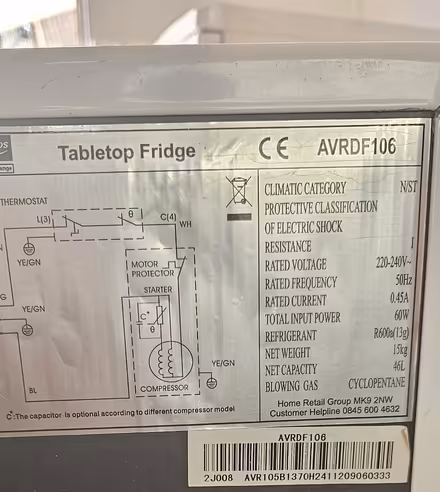 Tabletop Fridge CE AVRDF106
THERMOSTAT
L(3) θ C(4)
WH
YE/GN
MOTOR
PROTECTOR
STARTER
G
YE/GN
C*
θ
YE/GN
BL
COMPRESSOR
C*:The capacitor is optional according to different compressor model
CLIMATIC CATEGORY N/ST
PROTECTIVE CLASSIFICATION
OF ELECTRIC SHOCK
RESISTANCE I
RATED VOLTAGE 220-240V~
RATED FREQUENCY 50Hz
RATED CURRENT 0.45A
TOTAL INPUT POWER 60W
REFRIGERANT R600a(13g)
NET WEIGHT 15kg
NET CAPACITY 46L
BLOWING GAS CYCLOPENTANE
Home Retail Group MK9 2NW
Customer Helpline 0845 600 4632
AVRDF106
2J008 AVR105B1370H2411209060333